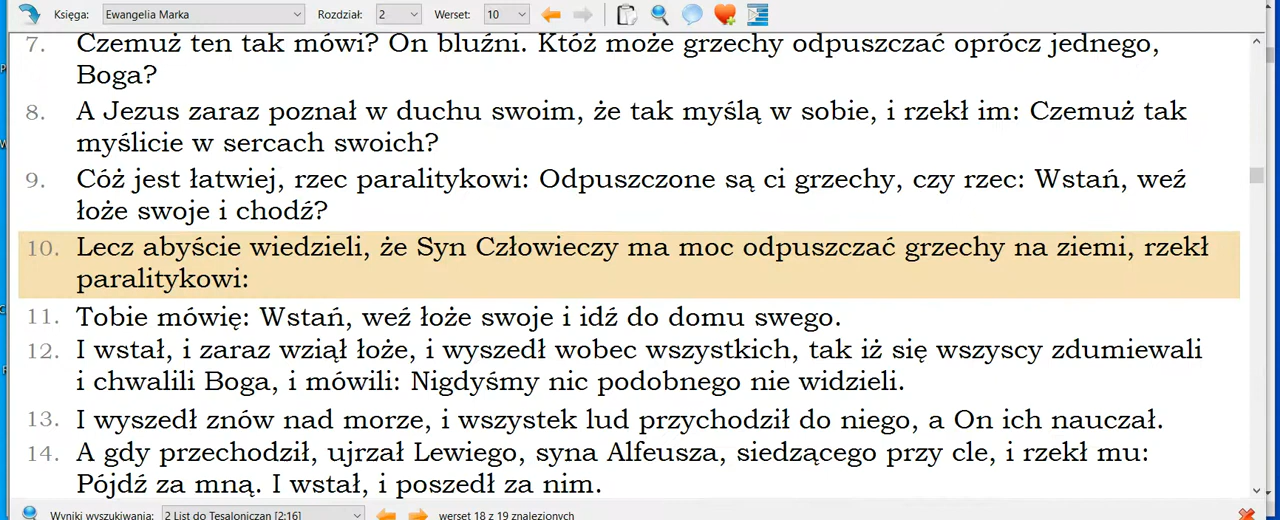 Księga: Ewangelia Marka Rozdział: 2 Werset: 10
7. Czemuż ten tak mówi? On bluźni. Któż może grzechy odpuszczać oprócz jednego,
Boga?
8. A Jezus zaraz poznał w duchu swoim, że tak myślą w sobie, i rzekł im: Czemuż tak
myślicie w sercach swoich?
9. Cóż jest łatwiej, rzec paralitykowi: Odpuszczone są ci grzechy, czy rzec: Wstań, weź
łoże swoje i chodź?
10. Lecz abyście wiedzieli, że Syn Człowieczy ma moc odpuszczać grzechy na ziemi, rzekł
paralitykowi:
11. Tobie mówię: Wstań, weź łoże swoje i idź do domu swego.
12. I wstał, i zaraz wziął łoże, i wyszedł wobec wszystkich, tak iż się wszyscy zdumiewali
i chwalili Boga, i mówili: Nigdyśmy nic podobnego nie widzieli.
13. I wyszedł znów nad morze, i wszystek lud przychodził do niego, a On ich nauczał.
14. A gdy przechodził, ujrzał Lewiego, syna Alfeusza, siedzącego przy cle, i rzekł mu:
Pójdź za mną. I wstał, i poszedł za nim.
Wyniki wyszukiwania: 2 List do Tesaloniczan [2:16] werset 18 z 19 znalezionych